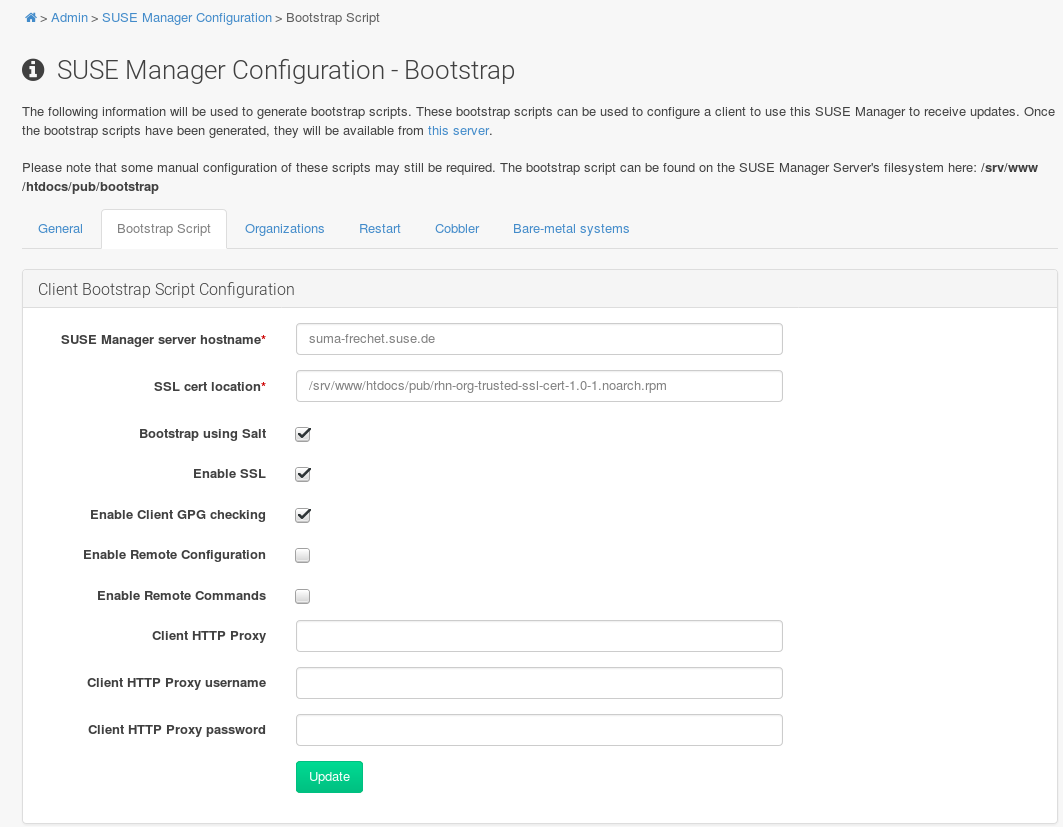 > Admin > SUSE Manager Configuration > Bootstrap Script
SUSE Manager Configuration - Bootstrap
The following information will be used to generate bootstrap scripts. These bootstrap scripts can be used to configure a client to use this SUSE Manager to receive updates. Once
the bootstrap scripts have been generated, they will be available from this server.
Please note that some manual configuration of these scripts may still be required. The bootstrap script can be found on the SUSE Manager Server's filesystem here: /srv/www
/htdocs/pub/bootstrap
General Bootstrap Script Organizations Restart Cobbler Bare-metal systems
Client Bootstrap Script Configuration
SUSE Manager server hostname* suma-frechet.suse.de
SSL cert location* /srv/www/htdocs/pub/rhn-org-trusted-ssl-cert-1.0-1.noarch.rpm
Bootstrap using Salt
Enable SSL
Enable Client GPG checking
Enable Remote Configuration
Enable Remote Commands
Client HTTP Proxy
Client HTTP Proxy username
Client HTTP Proxy password
Update